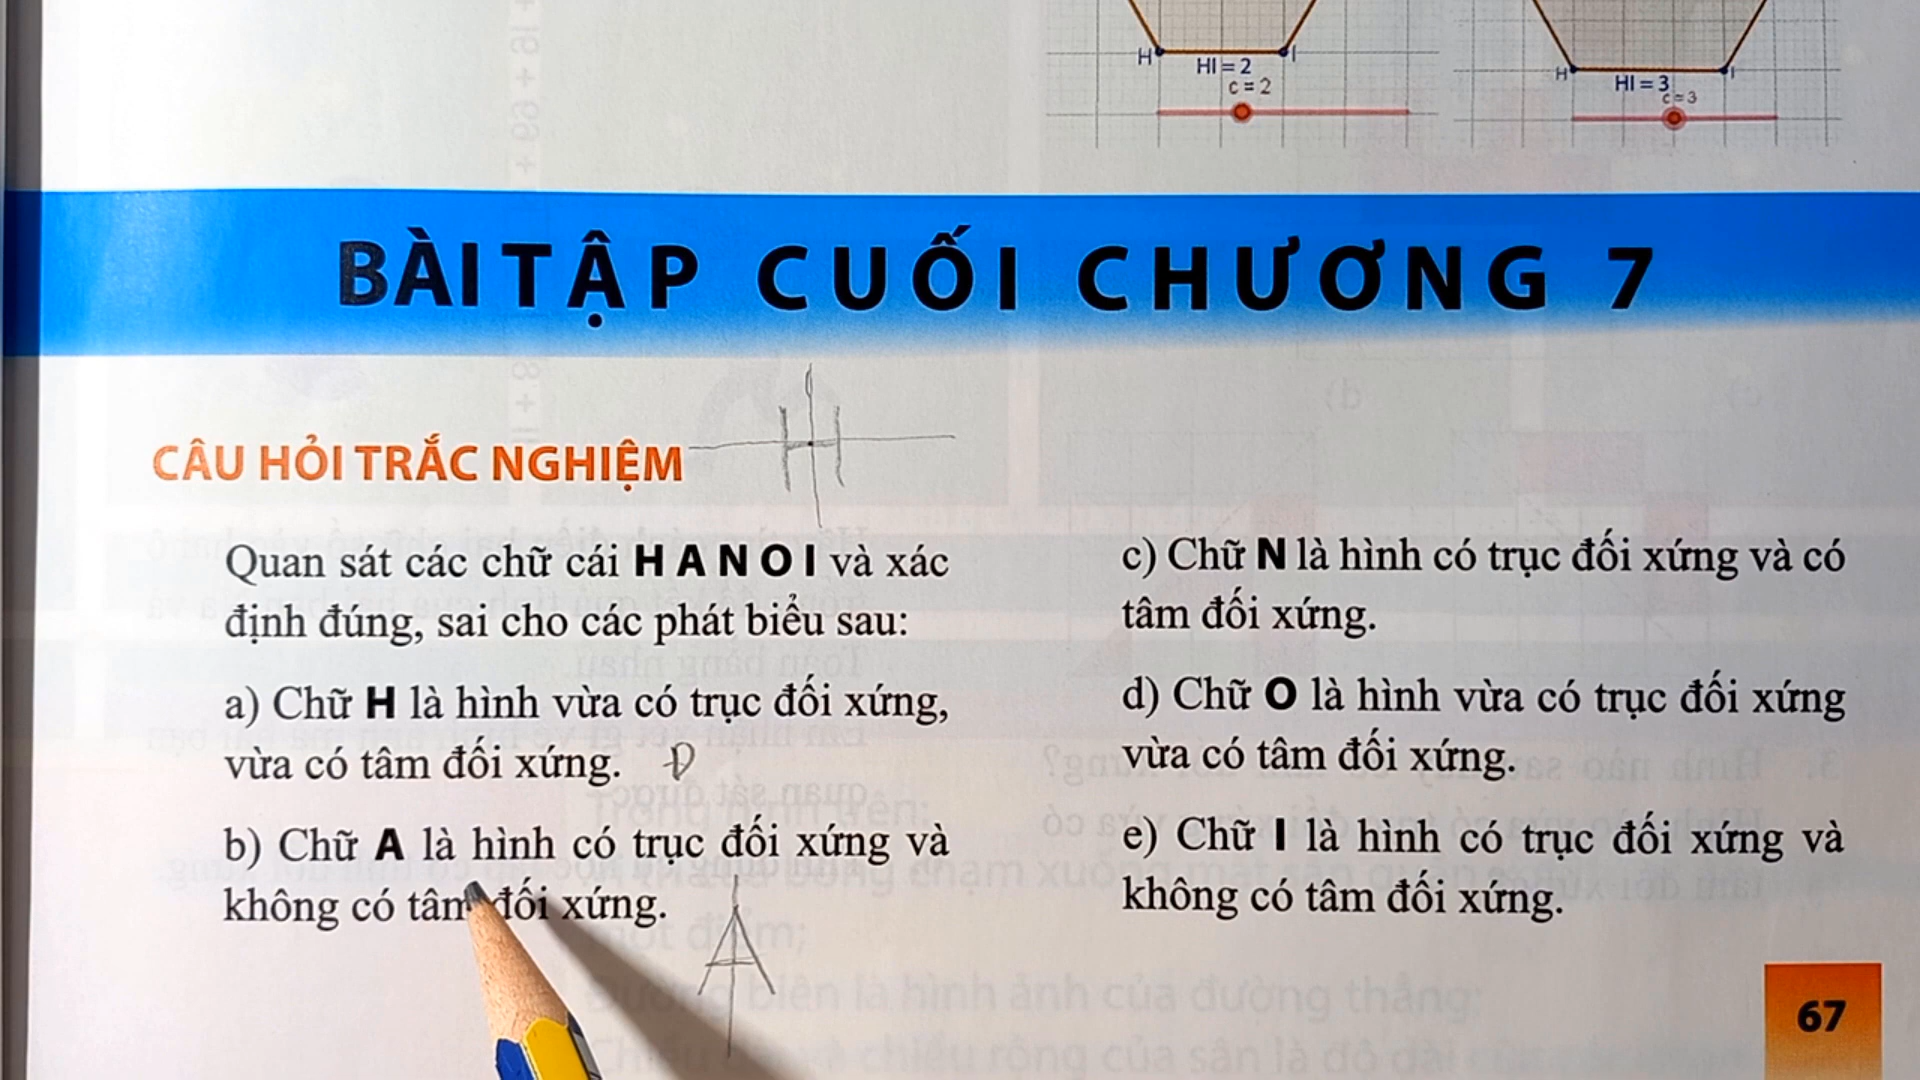 H I H I
HI = 2 HI = 3
c = 2 c = 3
BÀI TẬP CUỐI CHƯƠNG 7
H
CÂU HỎI TRẮC NGHIỆM
Quan sát các chữ cái H A N O I và xác
định đúng, sai cho các phát biểu sau:
a) Chữ H là hình vừa có trục đối xứng,
vừa có tâm đối xứng. Đ
b) Chữ A là hình có trục đối xứng và
không có tâm đối xứng.
A
c) Chữ N là hình có trục đối xứng và có
tâm đối xứng.
d) Chữ O là hình vừa có trục đối xứng
vừa có tâm đối xứng.
e) Chữ I là hình có trục đối xứng và
không có tâm đối xứng.
67